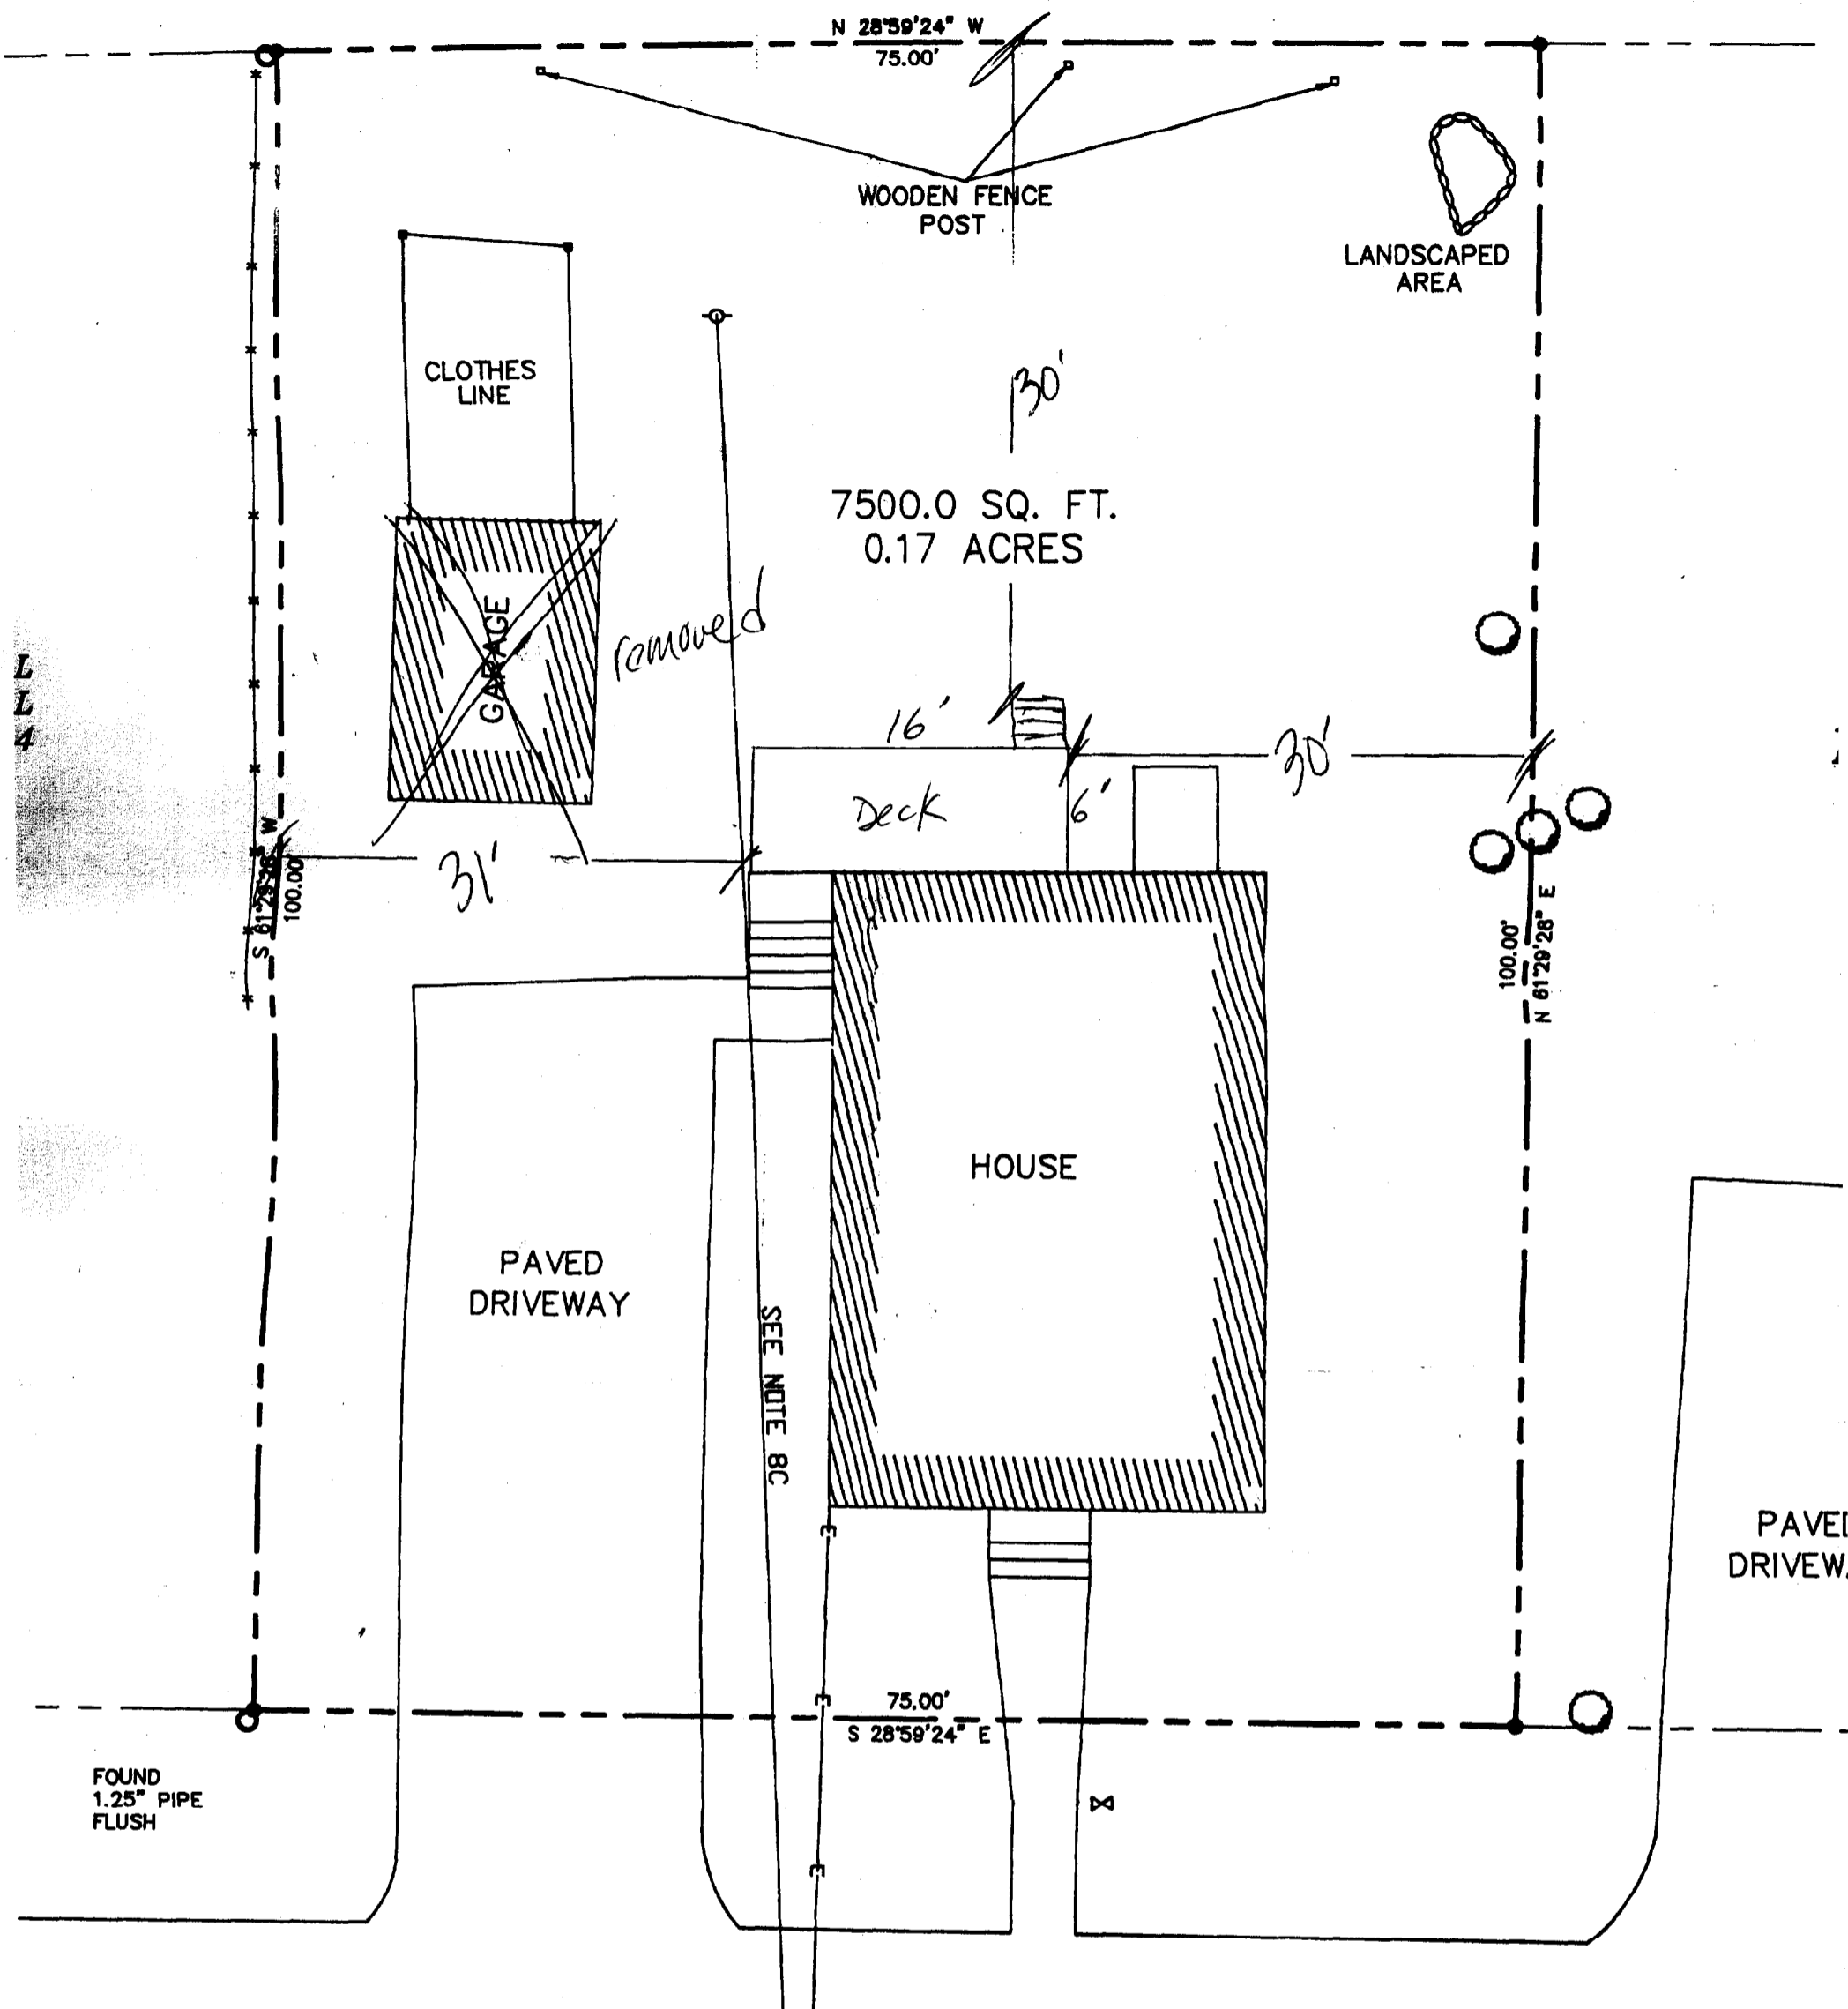 N 28°59'24" W
75.00'
WOODEN FENCE
POST
LANDSCAPED
AREA
CLOTHES
LINE
30'
7500.0 SQ. FT.
0.17 ACRES
GARAGE
removed
L
L
4
16'
30'
Deck
6'
31'
S 61°29'28" W
100.00'
100.00'
N 61°29'28" E
HOUSE
PAVED
DRIVEWAY
SEE NOTE 8C
PAVED
DRIVEWA
75.00'
S 28°59'24" E
FOUND
1.25" PIPE
FLUSH